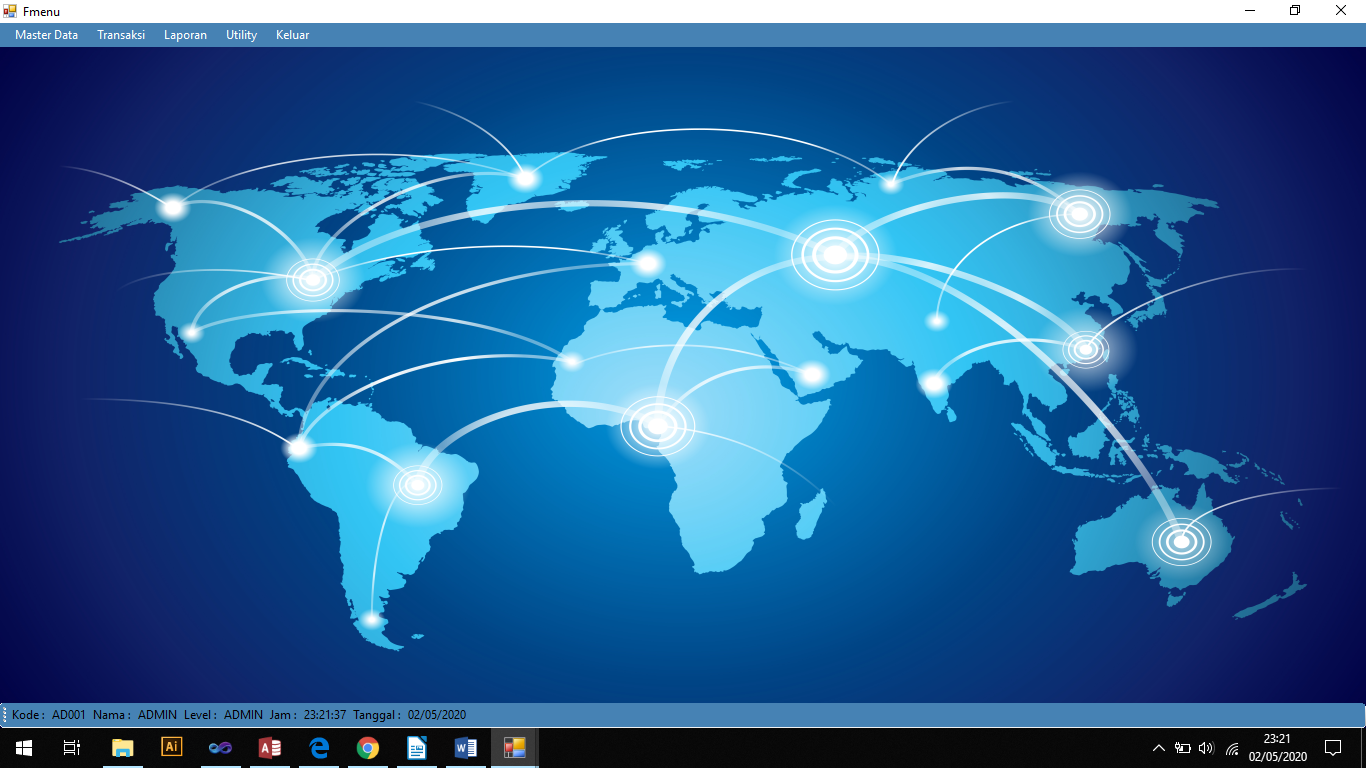 Fmenu
Master Data Transaksi Laporan Utility Keluar
Kode : AD001 Nama : ADMIN Level : ADMIN Jam : 23:21:37 Tanggal : 02/05/2020
Ai
23:21
02/05/2020